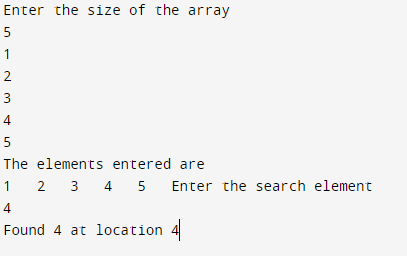 Enter the size of the array
5
1
2
3
4
5
The elements entered are
1   2   3   4   5   Enter the search element
4
Found 4 at location 4